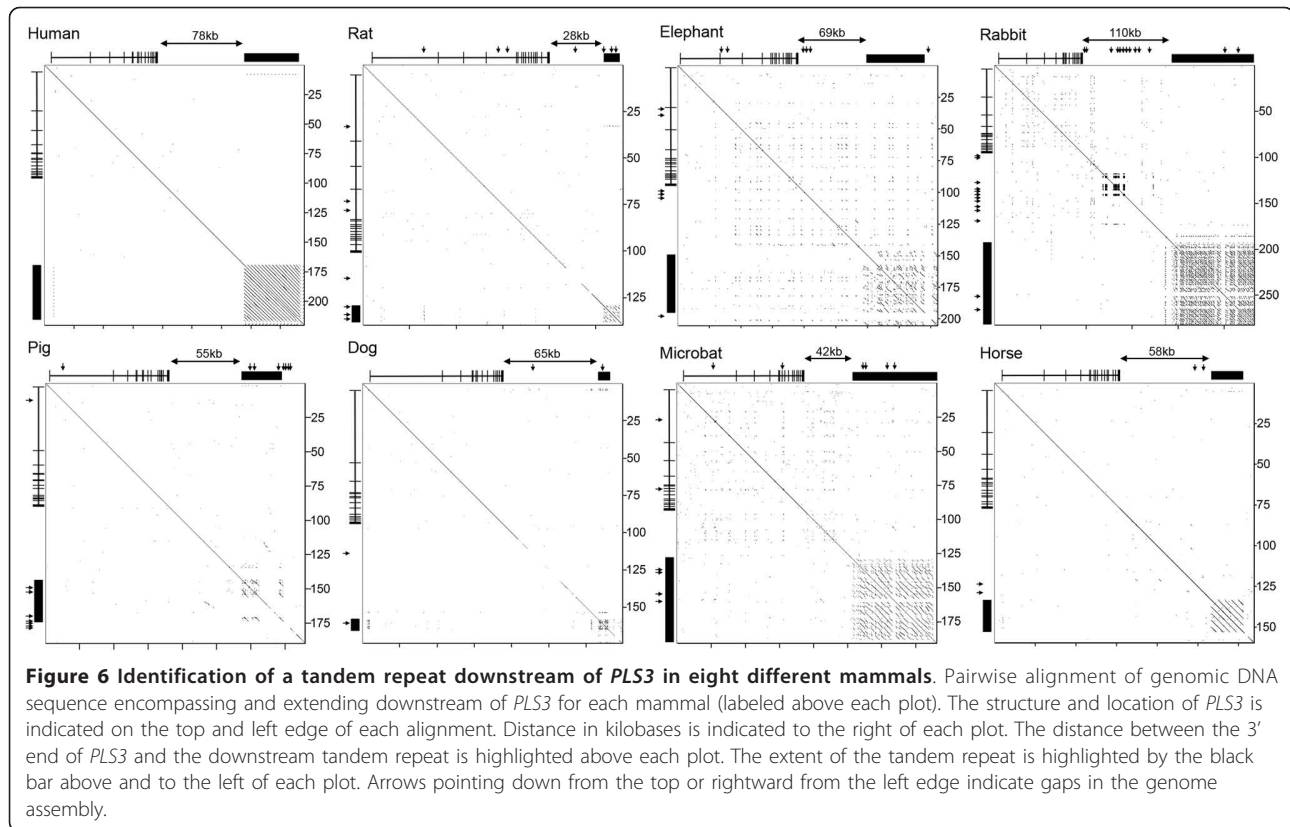 Human
78kb
25
50
75
100
125
150
175
200
Rat
28kb
25
50
75
100
125
Elephant
69kb
25
50
75
100
125
150
175
200
Rabbit
110kb
50
100
150
200
250
Pig
55kb
25
50
75
100
125
150
175
Dog
65kb
25
50
75
100
125
150
Microbat
42kb
25
50
75
100
125
150
175
Horse
58kb
25
50
75
100
125
150
Figure 6 Identification of a tandem repeat downstream of PLS3 in eight different mammals. Pairwise alignment of genomic DNA
sequence encompassing and extending downstream of PLS3 for each mammal (labeled above each plot). The structure and location of PLS3 is
indicated on the top and left edge of each alignment. Distance in kilobases is indicated to the right of each plot. The distance between the 3'
end of PLS3 and the downstream tandem repeat is highlighted above each plot. The extent of the tandem repeat is highlighted by the black
bar above and to the left of each plot. Arrows pointing down from the top or rightward from the left edge indicate gaps in the genome
assembly.